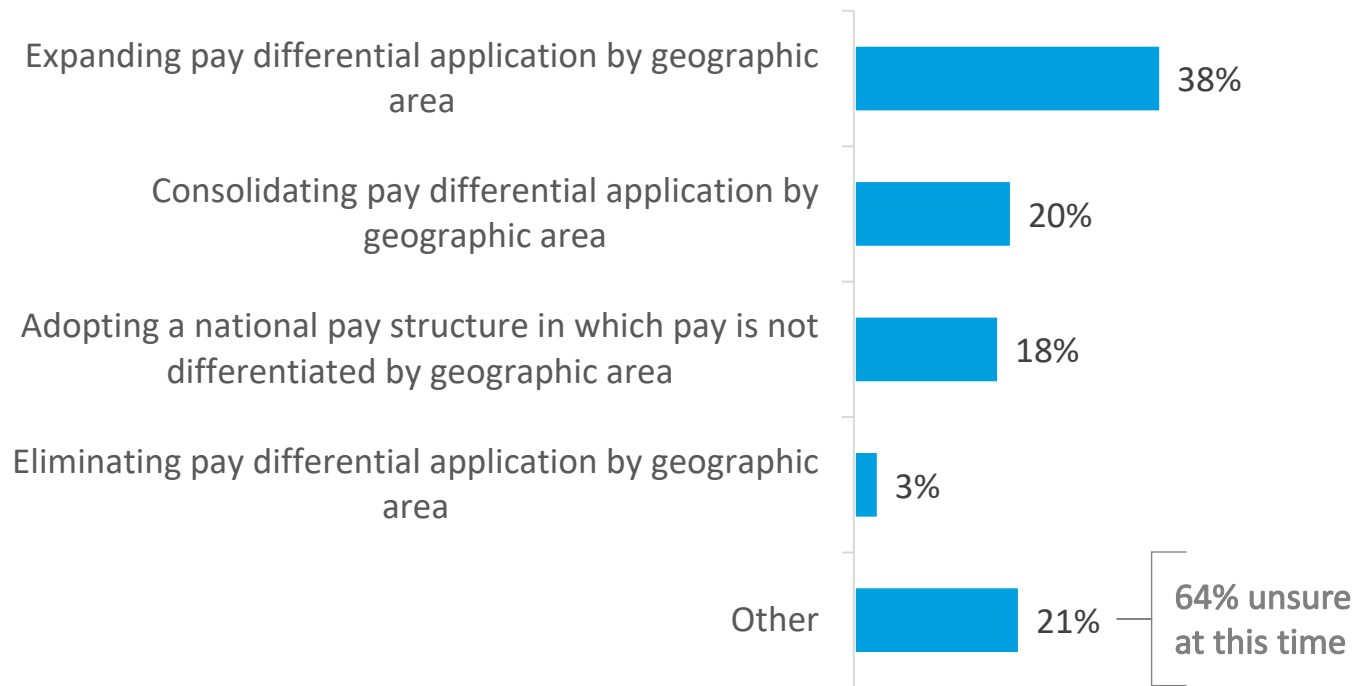 Expanding pay differential application by geographic
area
38%
Consolidating pay differential application by
geographic area
20%
Adopting a national pay structure in which pay is not
differentiated by geographic area
18%
Eliminating pay differential application by geographic
area
3%
Other
21%
64% unsure
at this time